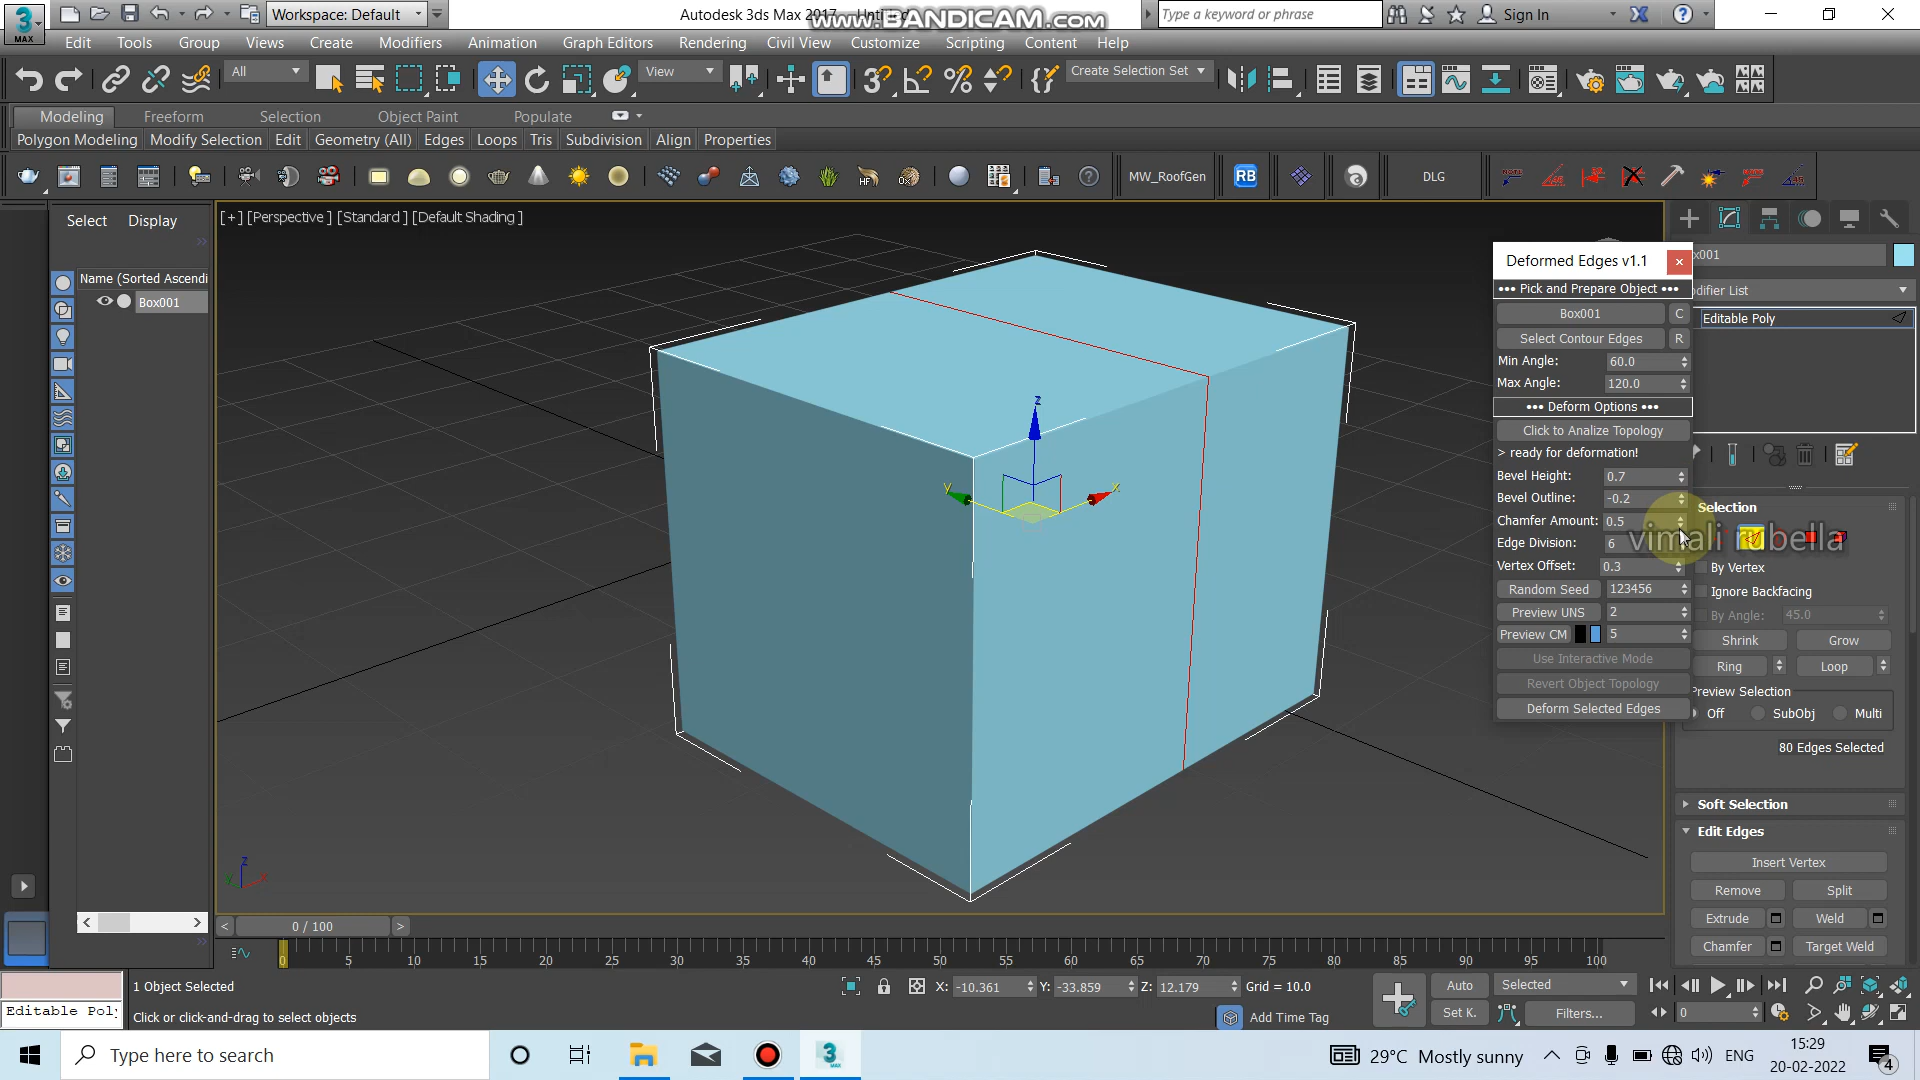 3 MAX Workspace: Default Autodesk 3ds Max 2017 - Untitled Type a keyword or phrase Sign In
www.BANDICAM.com
Edit Tools Group Views Create Modifiers Animation Graph Editors Rendering Civil View Customize Scripting Content Help
All View Create Selection Set
Modeling Freeform Selection Object Paint Populate
Polygon Modeling Modify Selection Edit Geometry (All) Edges Loops Tris Subdivision Align Properties
MW_RoofGen RB DLG
Select Display
[+] [Perspective ] [Standard ] [Default Shading ]
Name (Sorted Ascendi
Box001
z
y x
z
y x
Deformed Edges v1.1
x001
••• Pick and Prepare Object •••
difier List
Box001 C
Editable Poly
Select Contour Edges R
Min Angle: 60.0
Max Angle: 120.0
••• Deform Options •••
Click to Analize Topology
> ready for deformation!
Bevel Height: 0.7
Bevel Outline: -0.2
Chamfer Amount: 0.5
Edge Division: 6
Vertex Offset: 0.3
Random Seed 123456
Preview UNS 2
Preview CM 5
Use Interactive Mode
Revert Object Topology
Deform Selected Edges
vimali rubella
Selection
By Vertex
Ignore Backfacing
By Angle: 45.0
Shrink Grow
Ring Loop
Preview Selection
Off SubObj Multi
80 Edges Selected
Soft Selection
Edit Edges
Insert Vertex
Remove Split
Extrude Weld
Chamfer Target Weld
< 0 / 100 >
0 5 10 15 20 25 30 35 40 45 50 55 60 65 70 75 80 85 90 95 100
1 Object Selected X: -10.361 Y: -33.859 Z: 12.179 Grid = 10.0 Auto Selected
Editable Poly
Click or click-and-drag to select objects Add Time Tag Set K. Filters... 0
Type here to search 29°C Mostly sunny ENG 15:29
20-02-2022 4